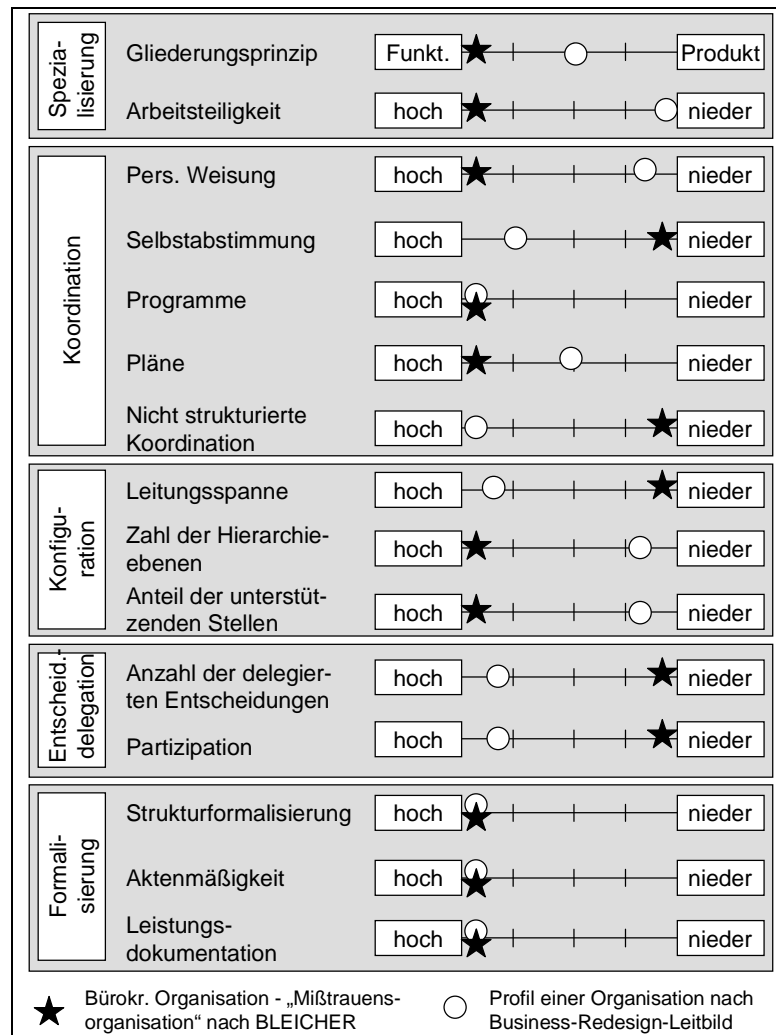 Spezia-
lisierung
Gliederungsprinzip Funkt. Produkt
Arbeitsteiligkeit hoch nieder
Koordination
Pers. Weisung hoch nieder
Selbstabstimmung hoch nieder
Programme hoch nieder
Pläne hoch nieder
Nicht strukturierte
Koordination hoch nieder
Konfigu-
ration
Leitungsspanne hoch nieder
Zahl der Hierarchie-
ebenen hoch nieder
Anteil der unterstüt-
zenden Stellen hoch nieder
Entscheid.-
delegation
Anzahl der delegier-
ten Entscheidungen hoch nieder
Partizipation hoch nieder
Formali-
sierung
Strukturformalisierung hoch nieder
Aktenmäßigkeit hoch nieder
Leistungs-
dokumentation hoch nieder
Bürokr. Organisation - „Mißtrauens-
organisation“ nach BLEICHER
Profil einer Organisation nach
Business-Redesign-Leitbild